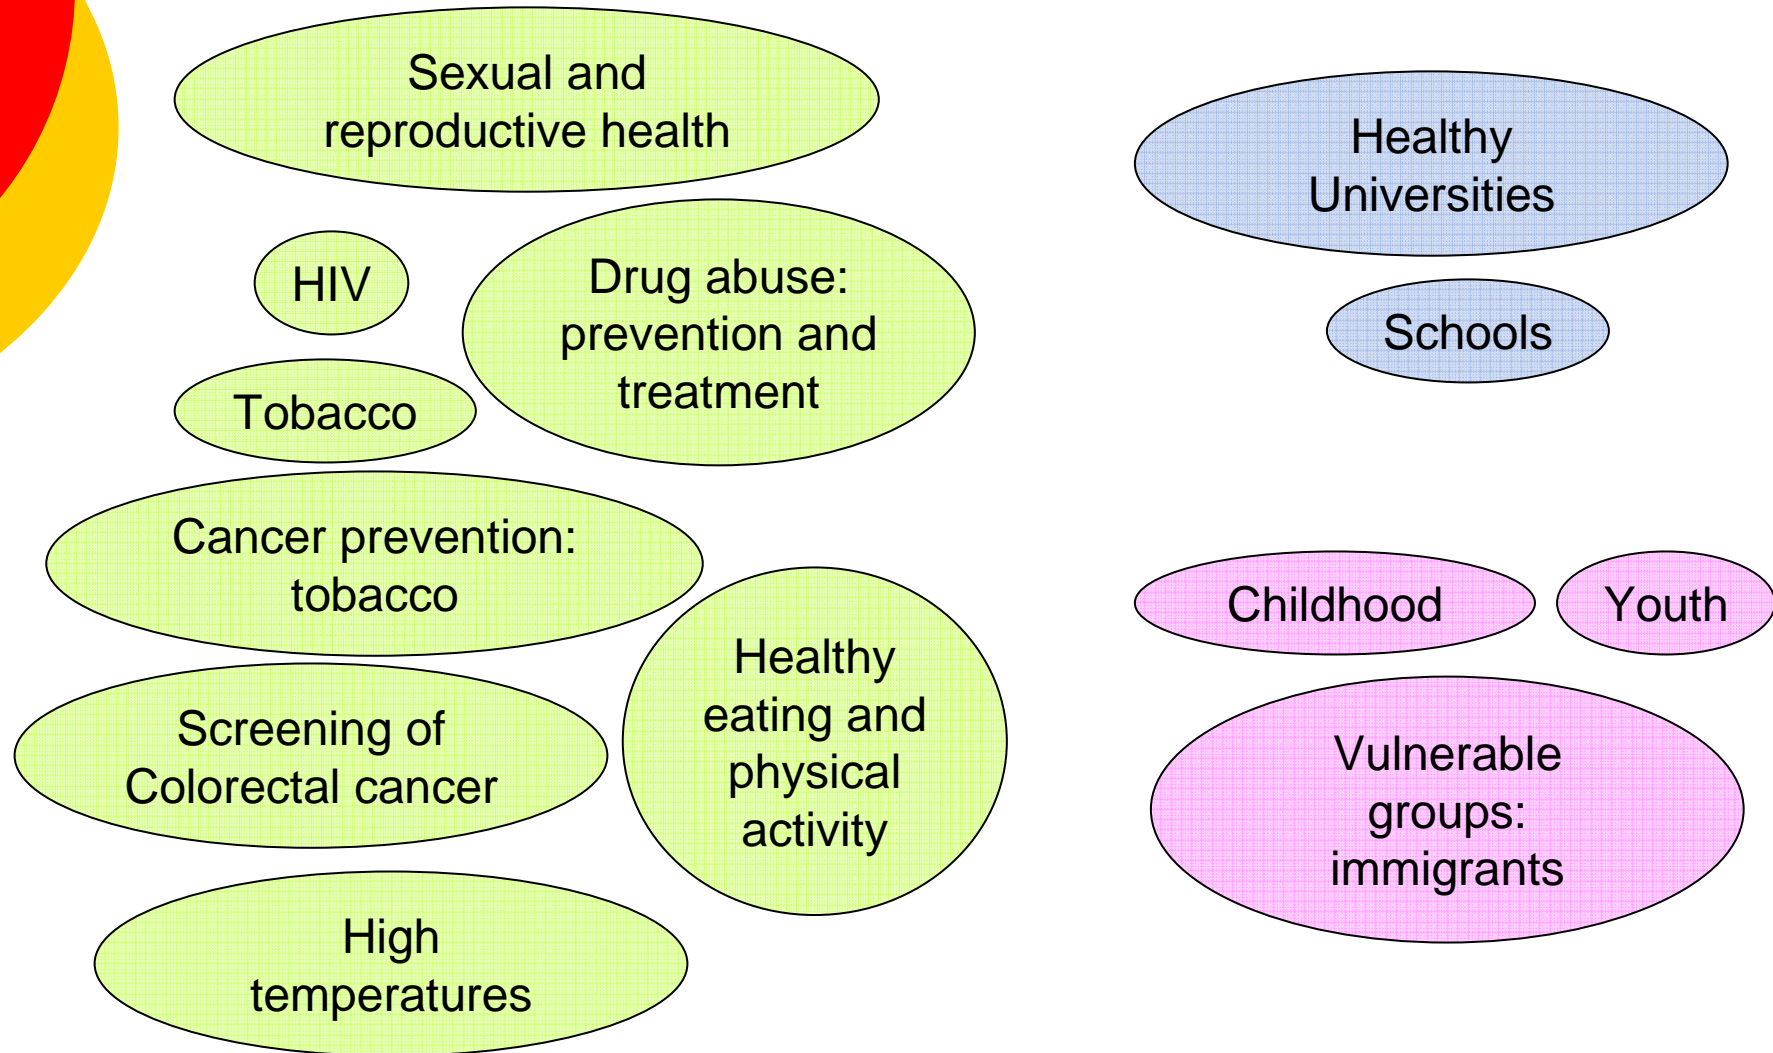 Sexual and
reproductive health
HIV
Drug abuse:
prevention and
treatment
Tobacco
Cancer prevention:
tobacco
Healthy
eating and
physical
activity
Screening of
Colorectal cancer
High
temperatures
Healthy
Universities
Schools
Childhood
Youth
Vulnerable
groups:
immigrants